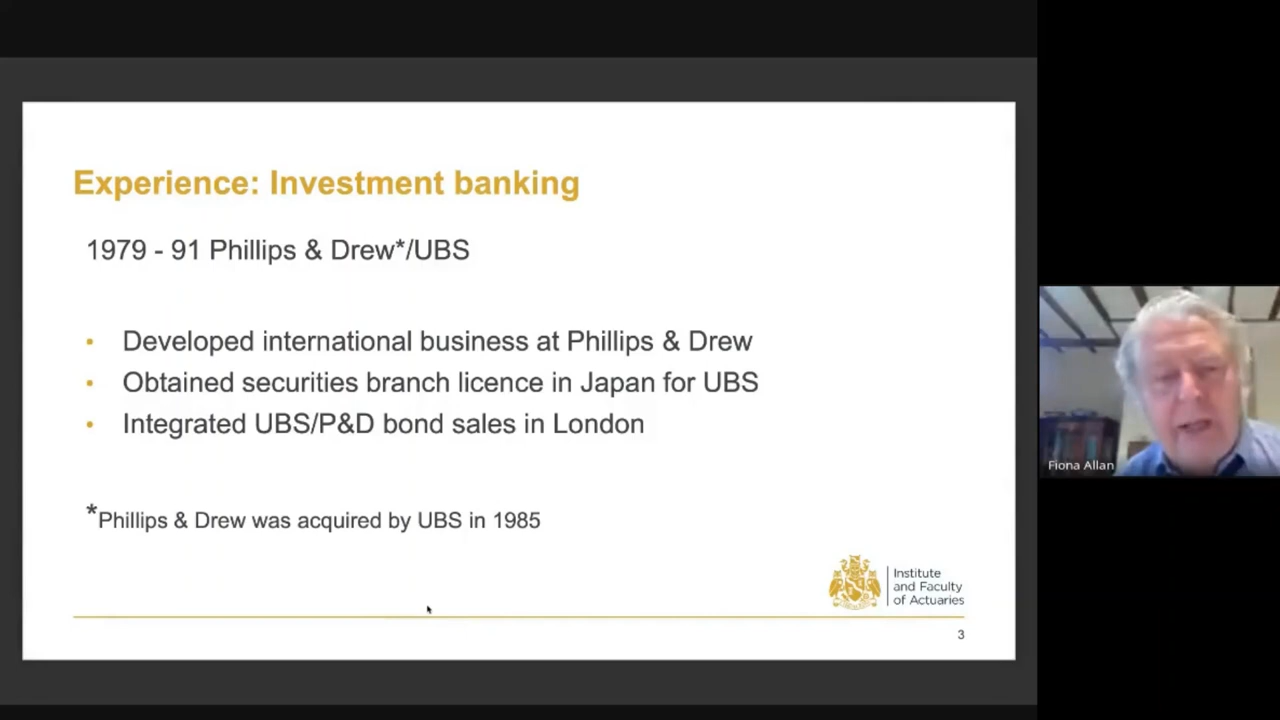 Experience: Investment banking
1979 - 91 Phillips & Drew*/UBS
• Developed international business at Phillips & Drew
• Obtained securities branch licence in Japan for UBS
• Integrated UBS/P&D bond sales in London
*Phillips & Drew was acquired by UBS in 1985
Institute
and Faculty
of Actuaries
3
Fiona Allan